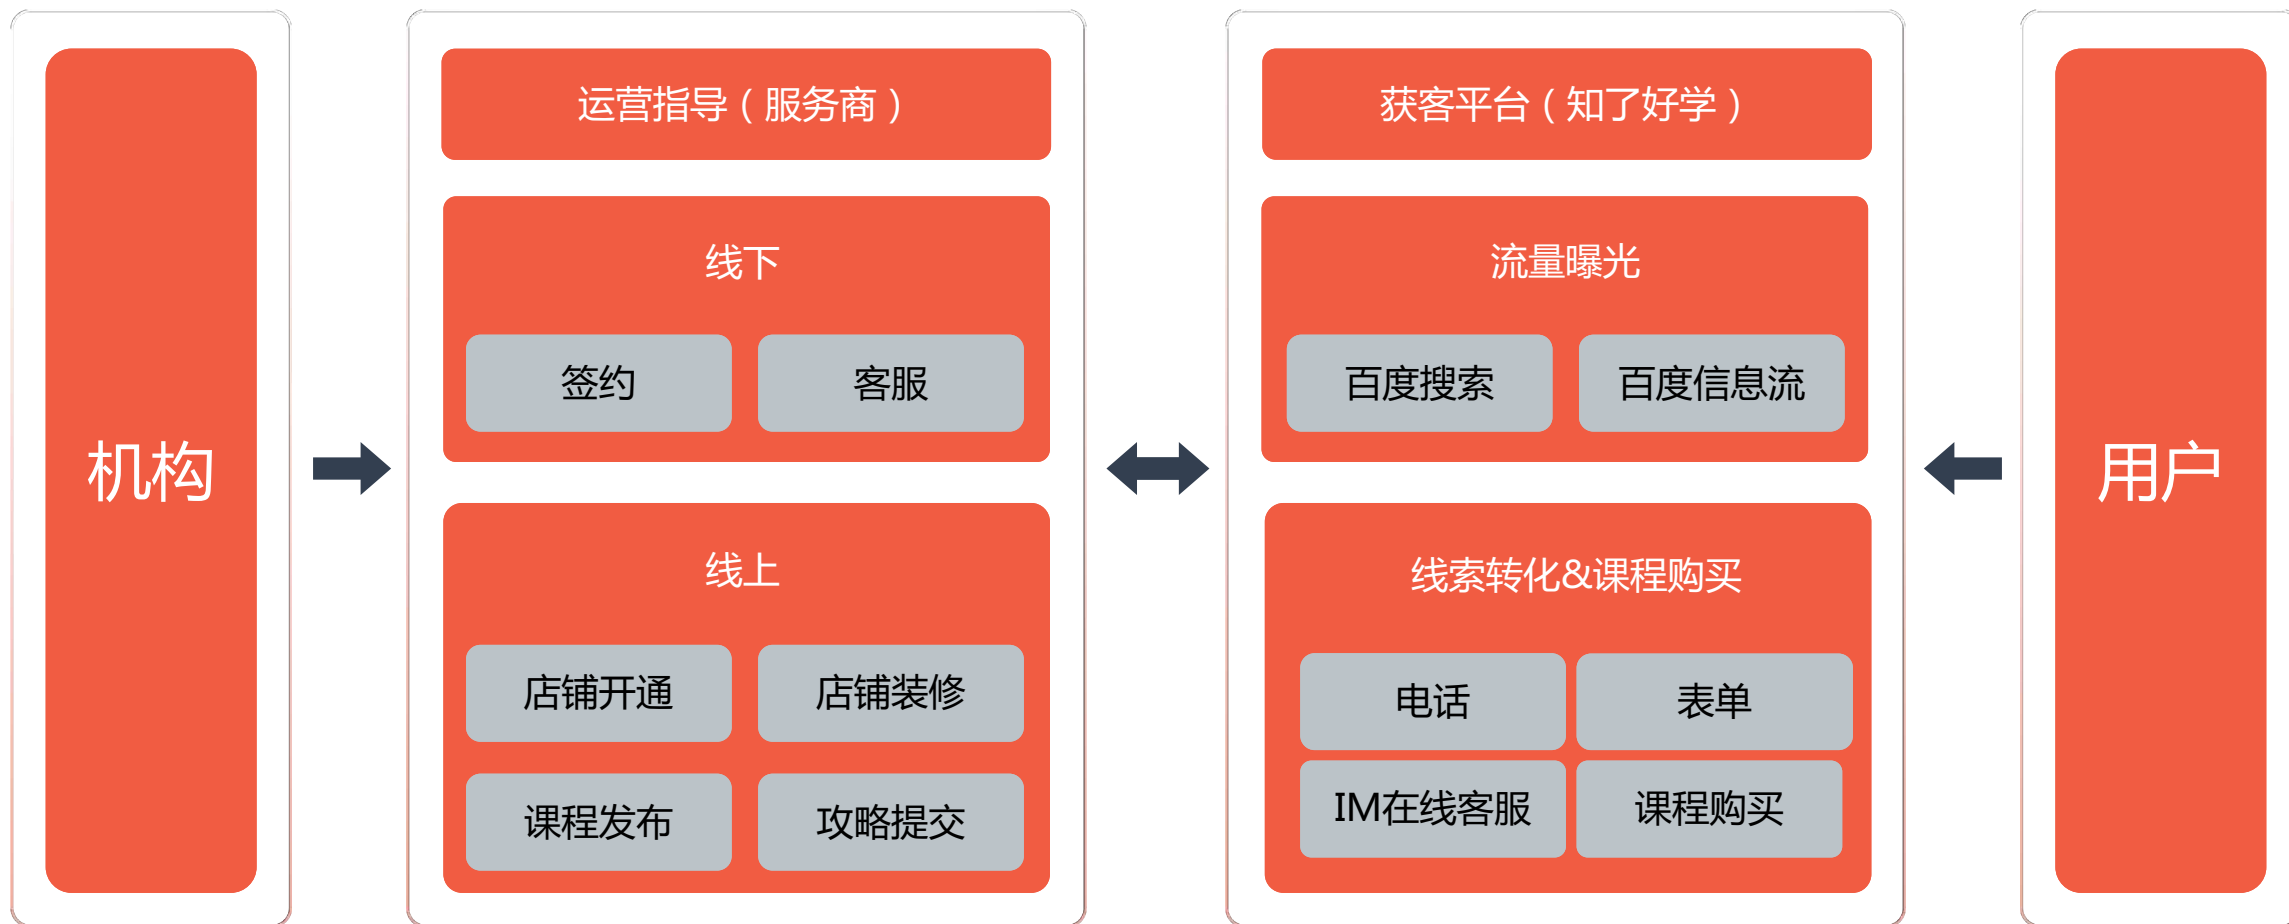 机构
运营指导（服务商）
线下
签约
客服
线上
店铺开通
店铺装修
课程发布
攻略提交
获客平台（知了好学）
流量曝光
百度搜索
百度信息流
线索转化&课程购买
电话
表单
IM在线客服
课程购买
用户